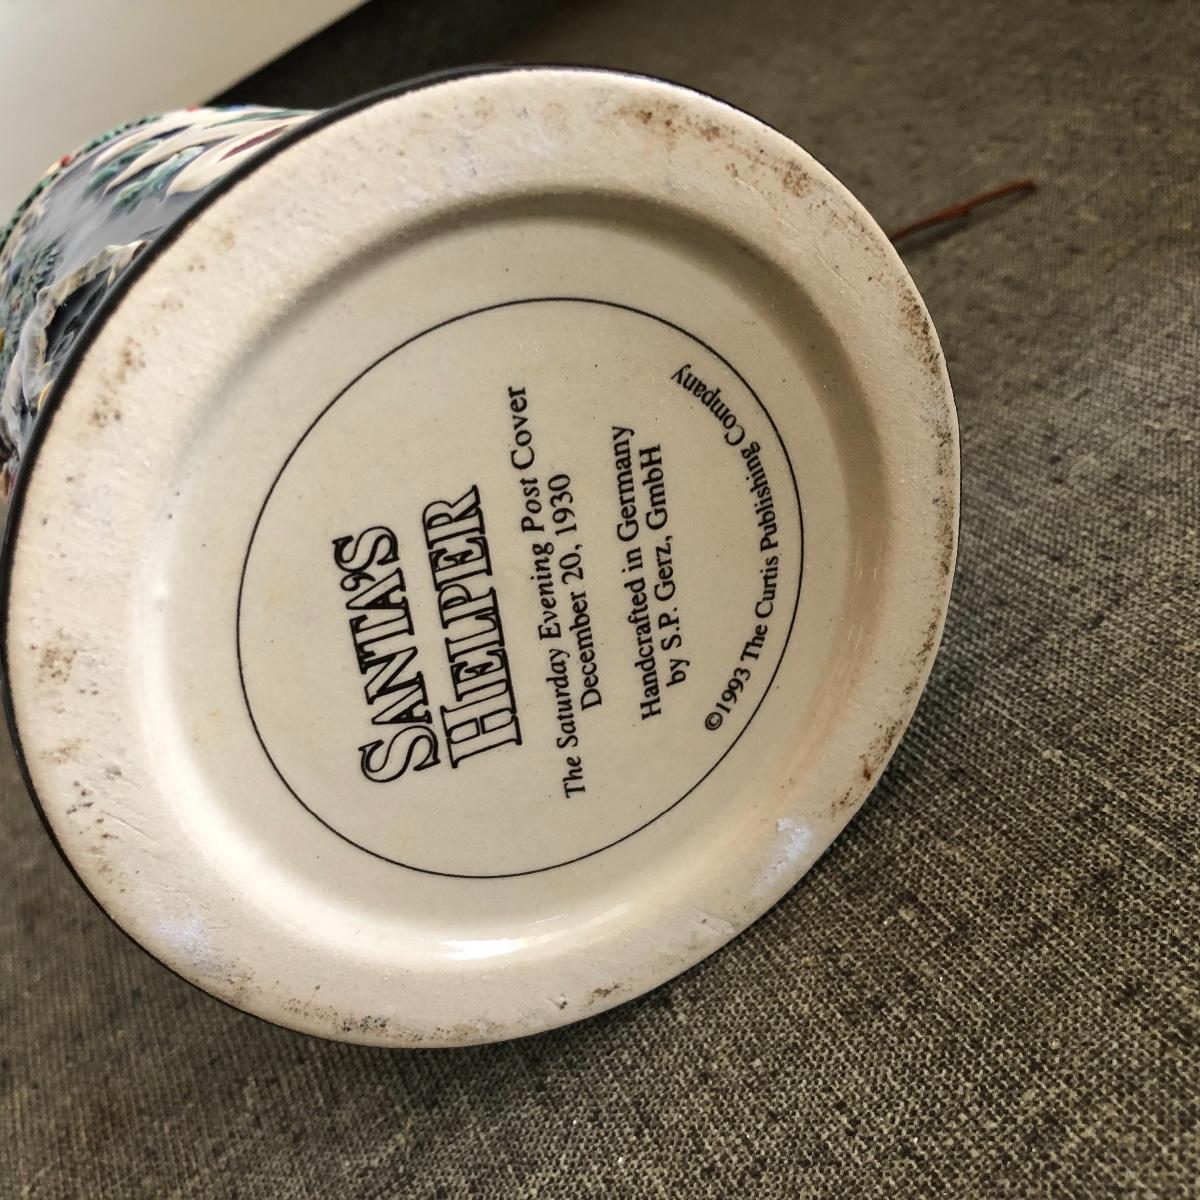 SANTA'S
HELPER
The Saturday Evening Post Cover
December 20, 1930
Handcrafted in Germany
by S.P. Gerz, GmbH
©1993 The Curtis Publishing Company